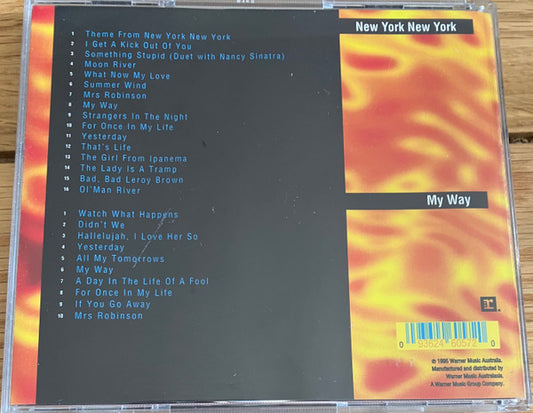 New York New York
1 Theme From New York New York
2 I Get A Kick Out Of You
3 Something Stupid (Duet with Nancy Sinatra)
4 Moon River
5 What Now My Love
6 Summer Wind
7 Mrs Robinson
8 My Way
9 Strangers In The Night
10 For Once In My Life
11 Yesterday
12 That's Life
13 The Girl From Ipanema
14 The Lady Is A Tramp
15 Bad, Bad Leroy Brown
16 Ol'Man River
My Way
1 Watch What Happens
2 Didn't We
3 Hallelujah, I Love Her So
4 Yesterday
5 All My Tomorrows
6 My Way
7 A Day In The Life Of A Fool
8 For Once In My Life
9 If You Go Away
10 Mrs Robinson
r
0 93624 60572 0
℗ 1995 Warner Music Australia.
Manufactured and distributed by
Warner Music Australasia.
A Warner Music Group Company.